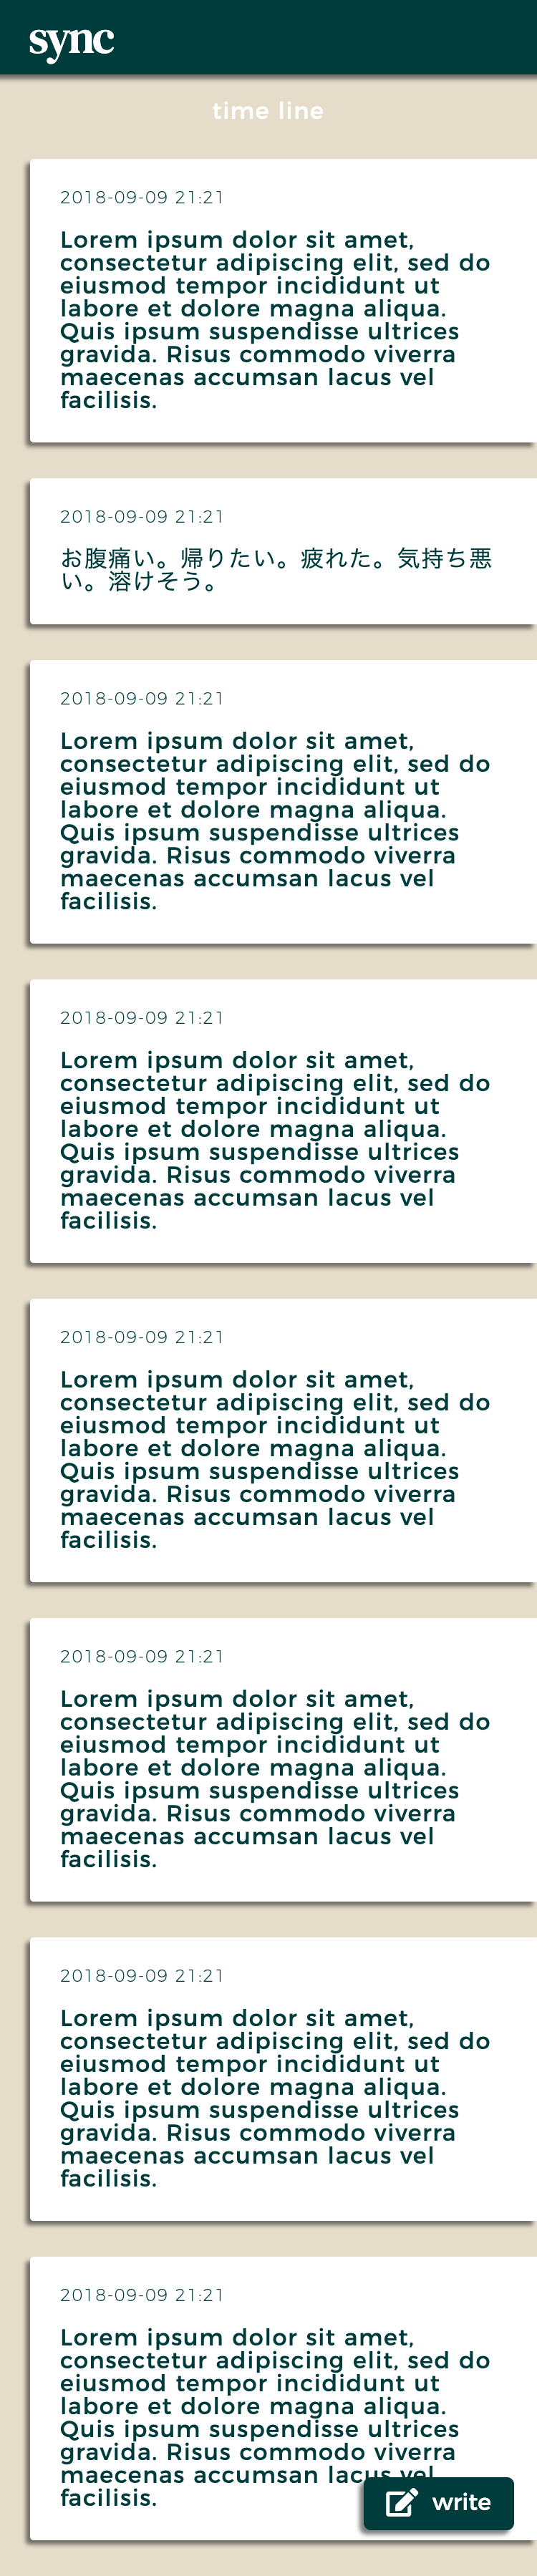 sync
time line
2018-09-09 21:21
Lorem ipsum dolor sit amet,
consectetur adipiscing elit, sed do
eiusmod tempor incididunt ut
labore et dolore magna aliqua.
Quis ipsum suspendisse ultrices
gravida. Risus commodo viverra
maecenas accumsan lacus vel
facilisis.
2018-09-09 21:21
お腹痛い。帰りたい。疲れた。気持ち悪
い。溶けそう。
2018-09-09 21:21
Lorem ipsum dolor sit amet,
consectetur adipiscing elit, sed do
eiusmod tempor incididunt ut
labore et dolore magna aliqua.
Quis ipsum suspendisse ultrices
gravida. Risus commodo viverra
maecenas accumsan lacus vel
facilisis.
2018-09-09 21:21
Lorem ipsum dolor sit amet,
consectetur adipiscing elit, sed do
eiusmod tempor incididunt ut
labore et dolore magna aliqua.
Quis ipsum suspendisse ultrices
gravida. Risus commodo viverra
maecenas accumsan lacus vel
facilisis.
2018-09-09 21:21
Lorem ipsum dolor sit amet,
consectetur adipiscing elit, sed do
eiusmod tempor incididunt ut
labore et dolore magna aliqua.
Quis ipsum suspendisse ultrices
gravida. Risus commodo viverra
maecenas accumsan lacus vel
facilisis.
2018-09-09 21:21
Lorem ipsum dolor sit amet,
consectetur adipiscing elit, sed do
eiusmod tempor incididunt ut
labore et dolore magna aliqua.
Quis ipsum suspendisse ultrices
gravida. Risus commodo viverra
maecenas accumsan lacus vel
facilisis.
2018-09-09 21:21
Lorem ipsum dolor sit amet,
consectetur adipiscing elit, sed do
eiusmod tempor incididunt ut
labore et dolore magna aliqua.
Quis ipsum suspendisse ultrices
gravida. Risus commodo viverra
maecenas accumsan lacus vel
facilisis.
2018-09-09 21:21
Lorem ipsum dolor sit amet,
consectetur adipiscing elit, sed do
eiusmod tempor incididunt ut
labore et dolore magna aliqua.
Quis ipsum suspendisse ultrices
gravida. Risus commodo viverra
maecenas accumsan lacus vel
facilisis.
write